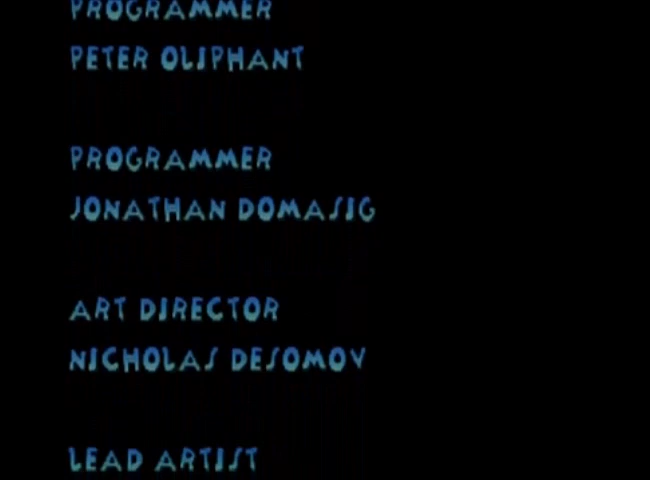 PROGRAMMER
PETER OLIPHANT
PROGRAMMER
JONATHAN DOMASIG
ART DIRECTOR
NICHOLAS DESOMOV
LEAD ARTIST